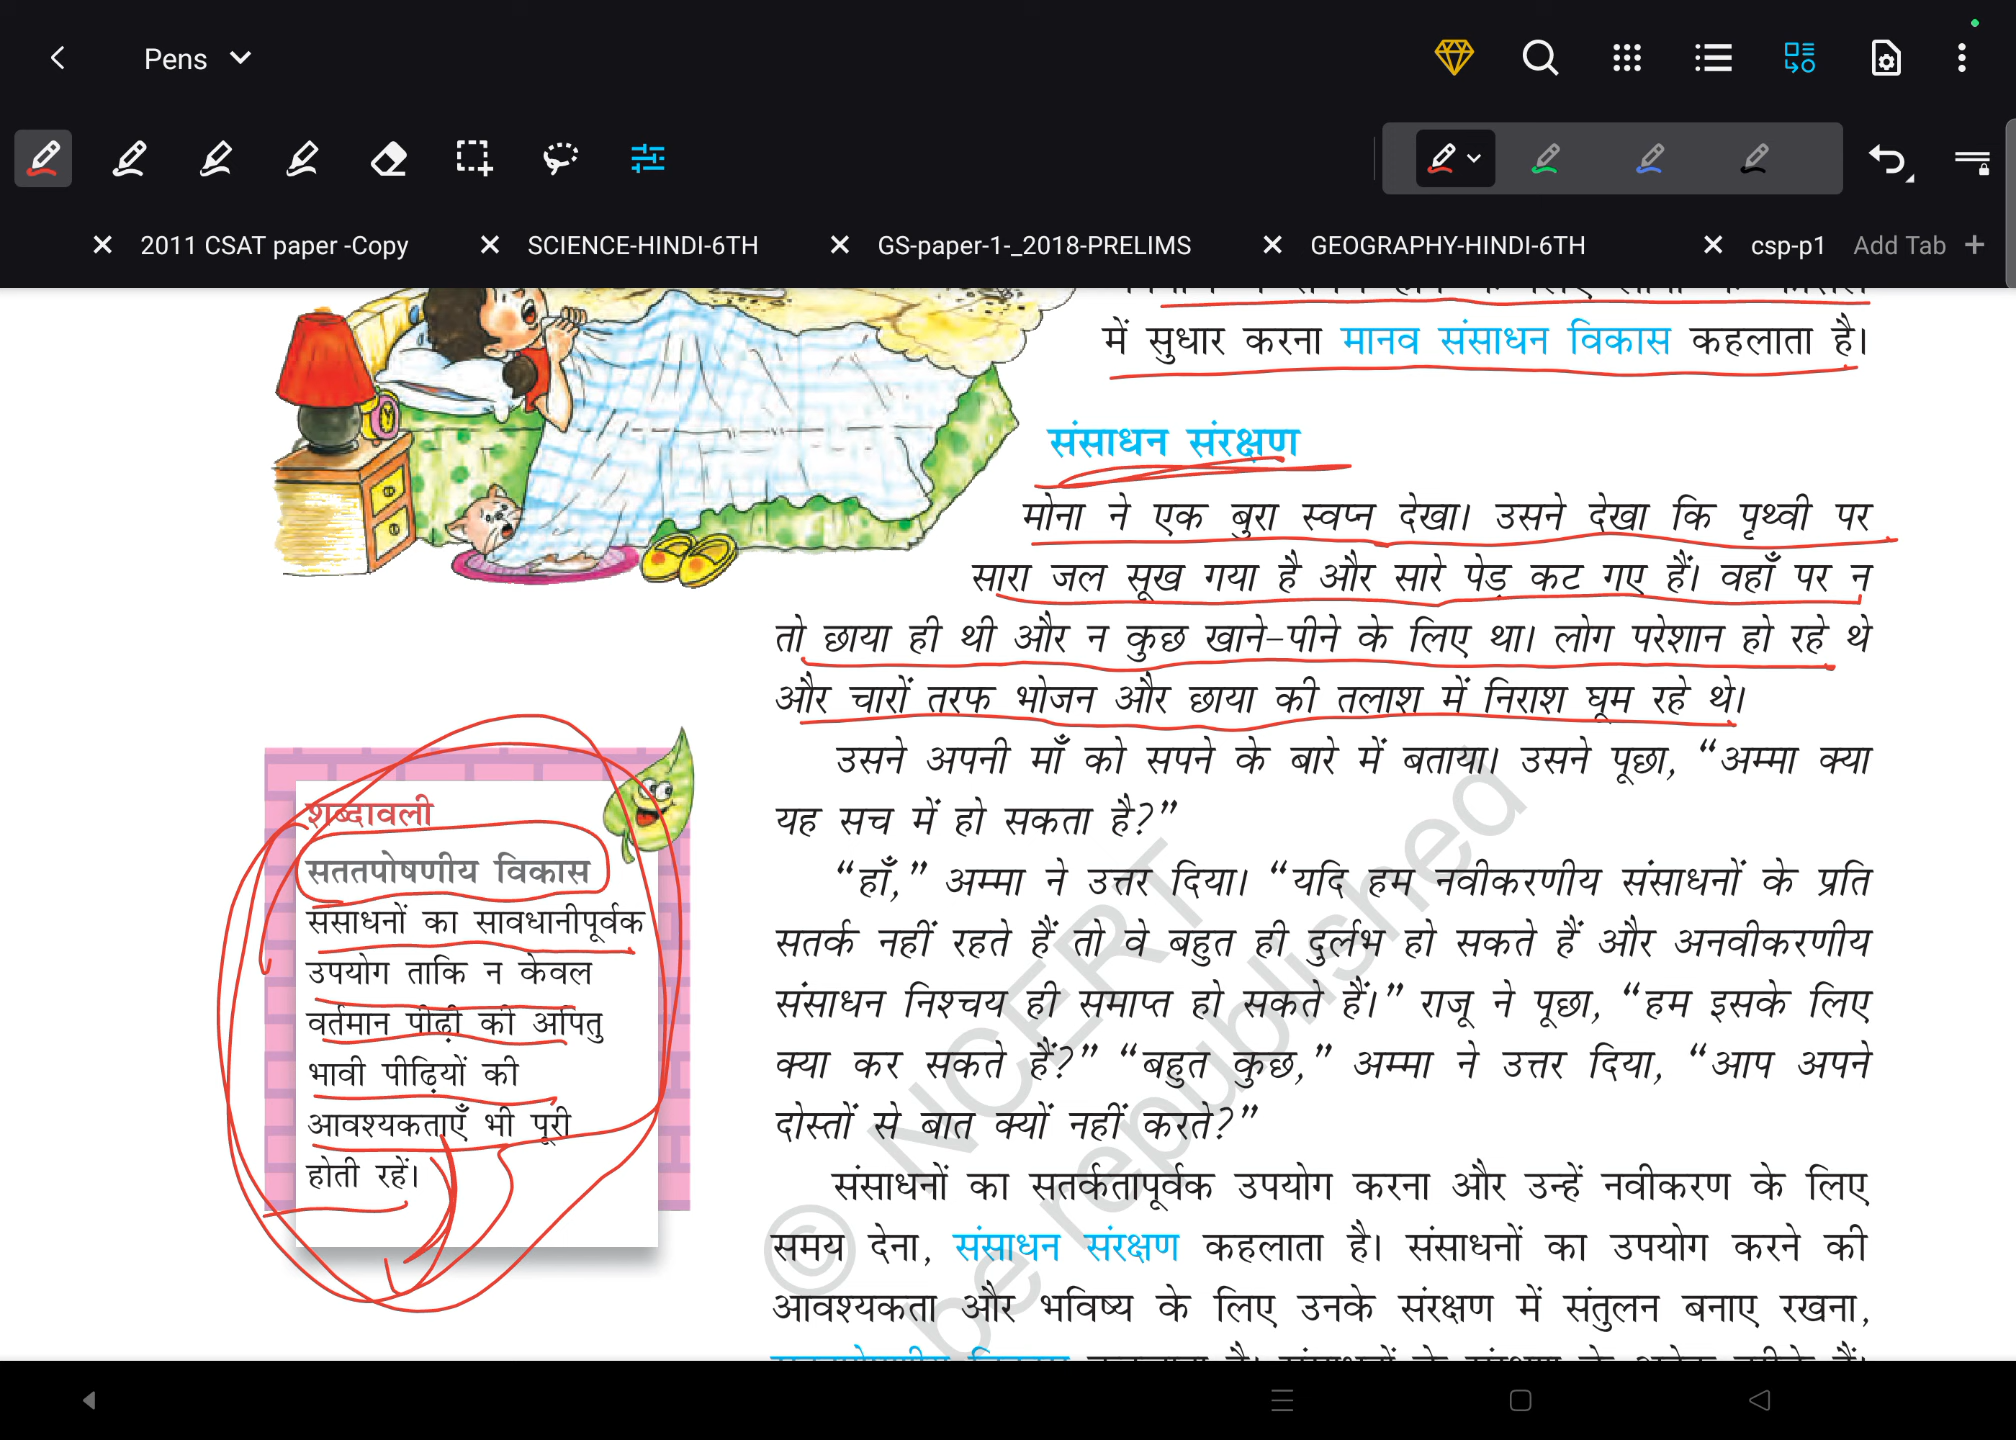 Pens
2011 CSAT paper -Copy
SCIENCE-HINDI-6TH
GS-paper-1-_2018-PRELIMS
GEOGRAPHY-HINDI-6TH
csp-p1
Add Tab +
में सुधार करना मानव संसाधन विकास कहलाता है।
संसाधन संरक्षण
मोना ने एक बुरा स्वप्न देखा। उसने देखा कि पृथ्वी पर
सारा जल सूख गया है और सारे पेड़ कट गए हैं। वहाँ पर न
तो छाया ही थी और न कुछ खाने–पीने के लिए था। लोग परेशान हो रहे थे
और चारों तरफ भोजन और छाया की तलाश में निराश घूम रहे थे।
उसने अपनी माँ को सपने के बारे में बताया। उसने पूछा, “अम्मा क्या
यह सच में हो सकता है?”
“हाँ,” अम्मा ने उत्तर दिया। “यदि हम नवीकरणीय संसाधनों के प्रति
सतर्क नहीं रहते हैं तो वे बहुत ही दुर्लभ हो सकते हैं और अनवीकरणीय
संसाधन निश्चय ही समाप्त हो सकते हैं।” राजू ने पूछा, “हम इसके लिए
क्या कर सकते हैं?” “बहुत कुछ,” अम्मा ने उत्तर दिया, “आप अपने
दोस्तों से बात क्यों नहीं करते?”
संसाधनों का सतर्कतापूर्वक उपयोग करना और उन्हें नवीकरण के लिए
समय देना, संसाधन संरक्षण कहलाता है। संसाधनों का उपयोग करने की
आवश्यकता और भविष्य के लिए उनके संरक्षण में संतुलन बनाए रखना,
शब्दावली
सततपोषणीय विकास
संसाधनों का सावधानीपूर्वक
उपयोग ताकि न केवल
वर्तमान पीढ़ी की अपितु
भावी पीढ़ियों की
आवश्यकताएँ भी पूरी
होती रहें।
© NCERT
be republished